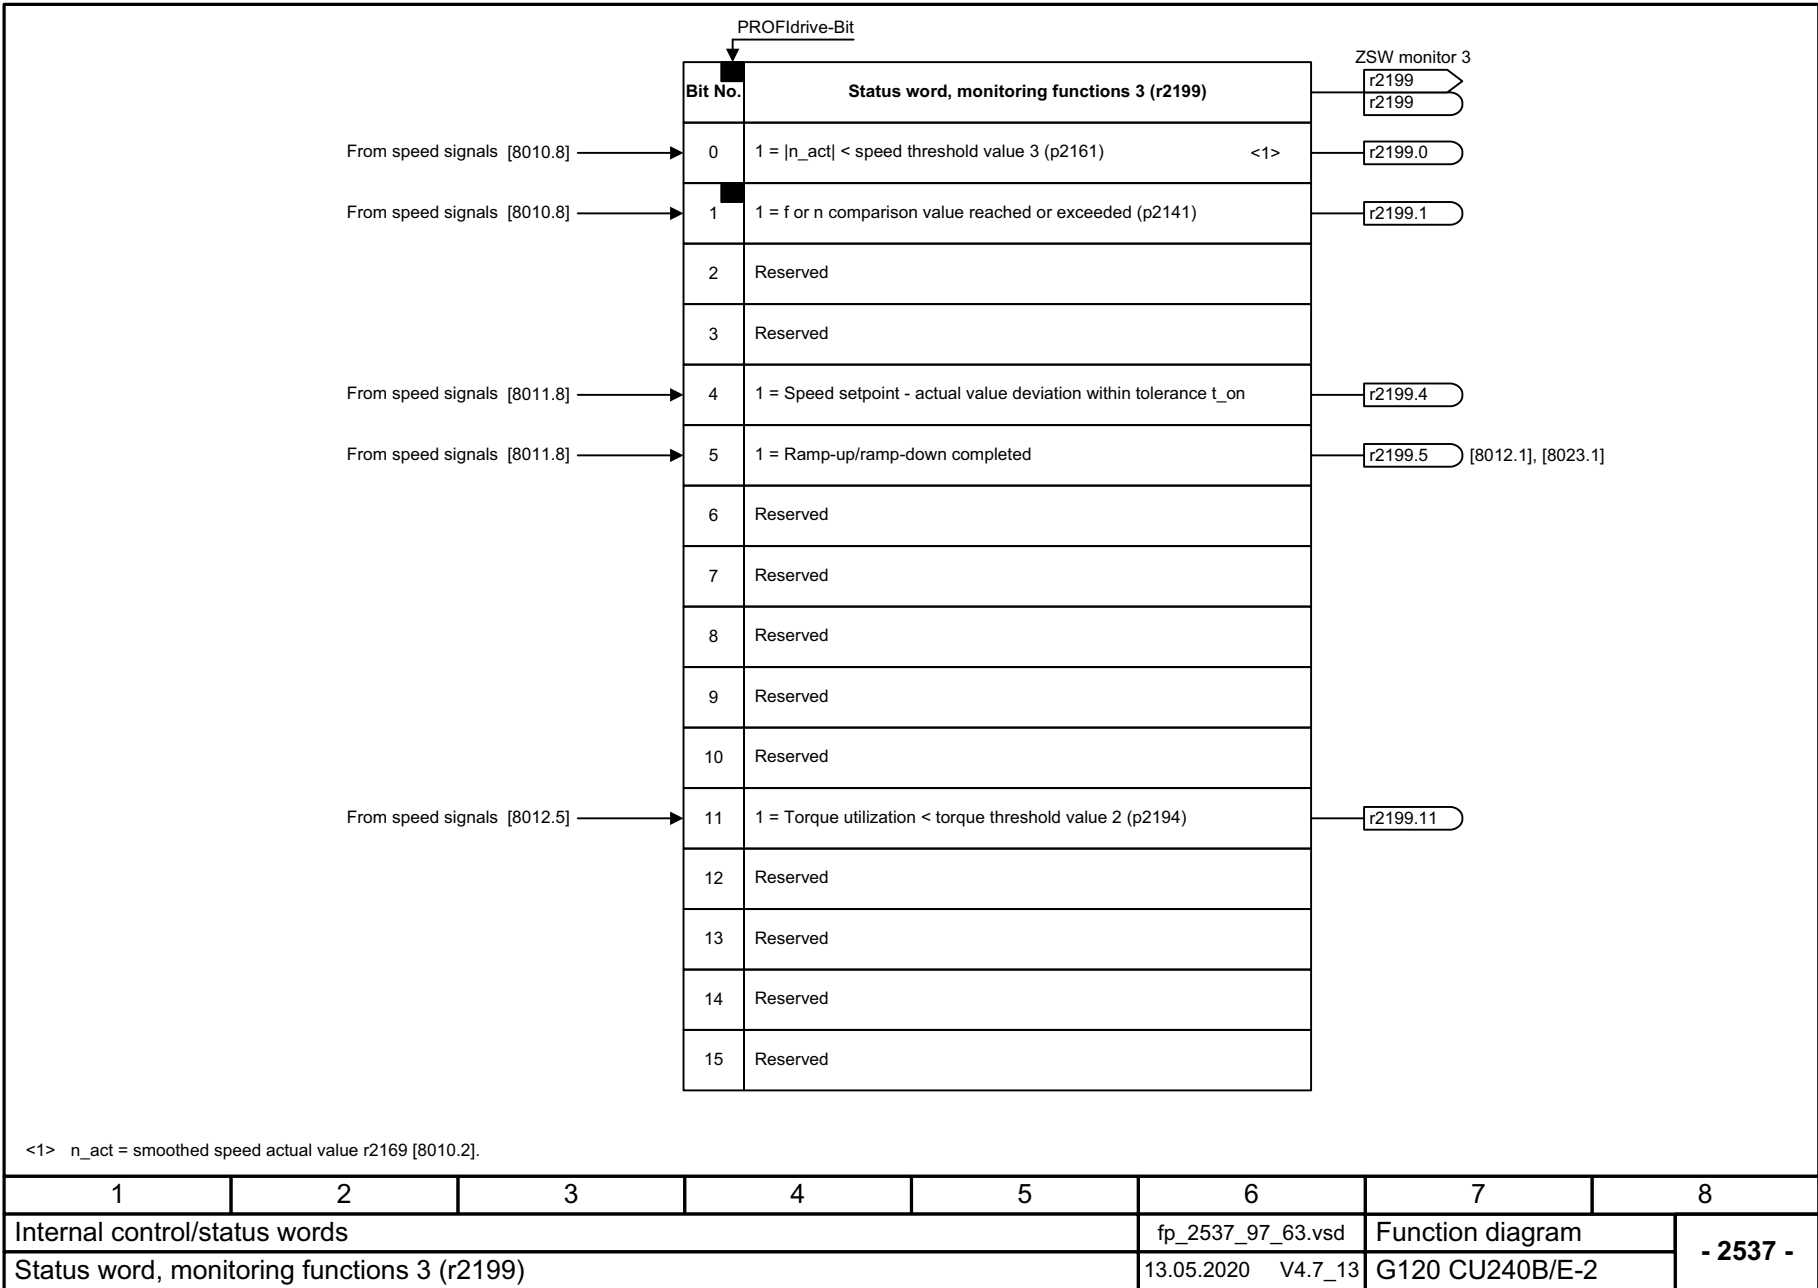 PROFIdrive-Bit
ZSW monitor 3
Bit No. Status word, monitoring functions 3 (r2199) r2199
r2199
From speed signals [8010.8] 0 1 = |n_act| < speed threshold value 3 (p2161) <1> r2199.0
From speed signals [8010.8] 1 1 = f or n comparison value reached or exceeded (p2141) r2199.1
2 Reserved
3 Reserved
From speed signals [8011.8] 4 1 = Speed setpoint - actual value deviation within tolerance t_on r2199.4
From speed signals [8011.8] 5 1 = Ramp-up/ramp-down completed r2199.5 [8012.1], [8023.1]
6 Reserved
7 Reserved
8 Reserved
9 Reserved
10 Reserved
From speed signals [8012.5] 11 1 = Torque utilization < torque threshold value 2 (p2194) r2199.11
12 Reserved
13 Reserved
14 Reserved
15 Reserved
<1> n_act = smoothed speed actual value r2169 [8010.2].
1 2 3 4 5 6 7 8
Internal control/status words fp_2537_97_63.vsd Function diagram - 2537 -
Status word, monitoring functions 3 (r2199) 13.05.2020 V4.7_13 G120 CU240B/E-2